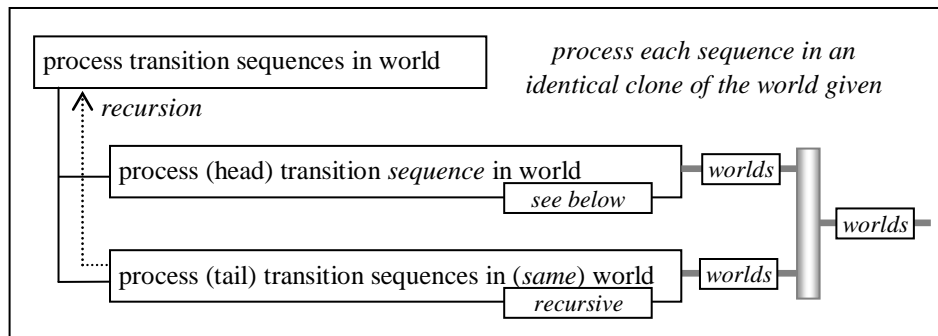 process transition sequences in world
process each sequence in an
identical clone of the world given
recursion
process (head) transition sequence in world
worlds
see below
worlds
process (tail) transition sequences in (same) world
worlds
recursive